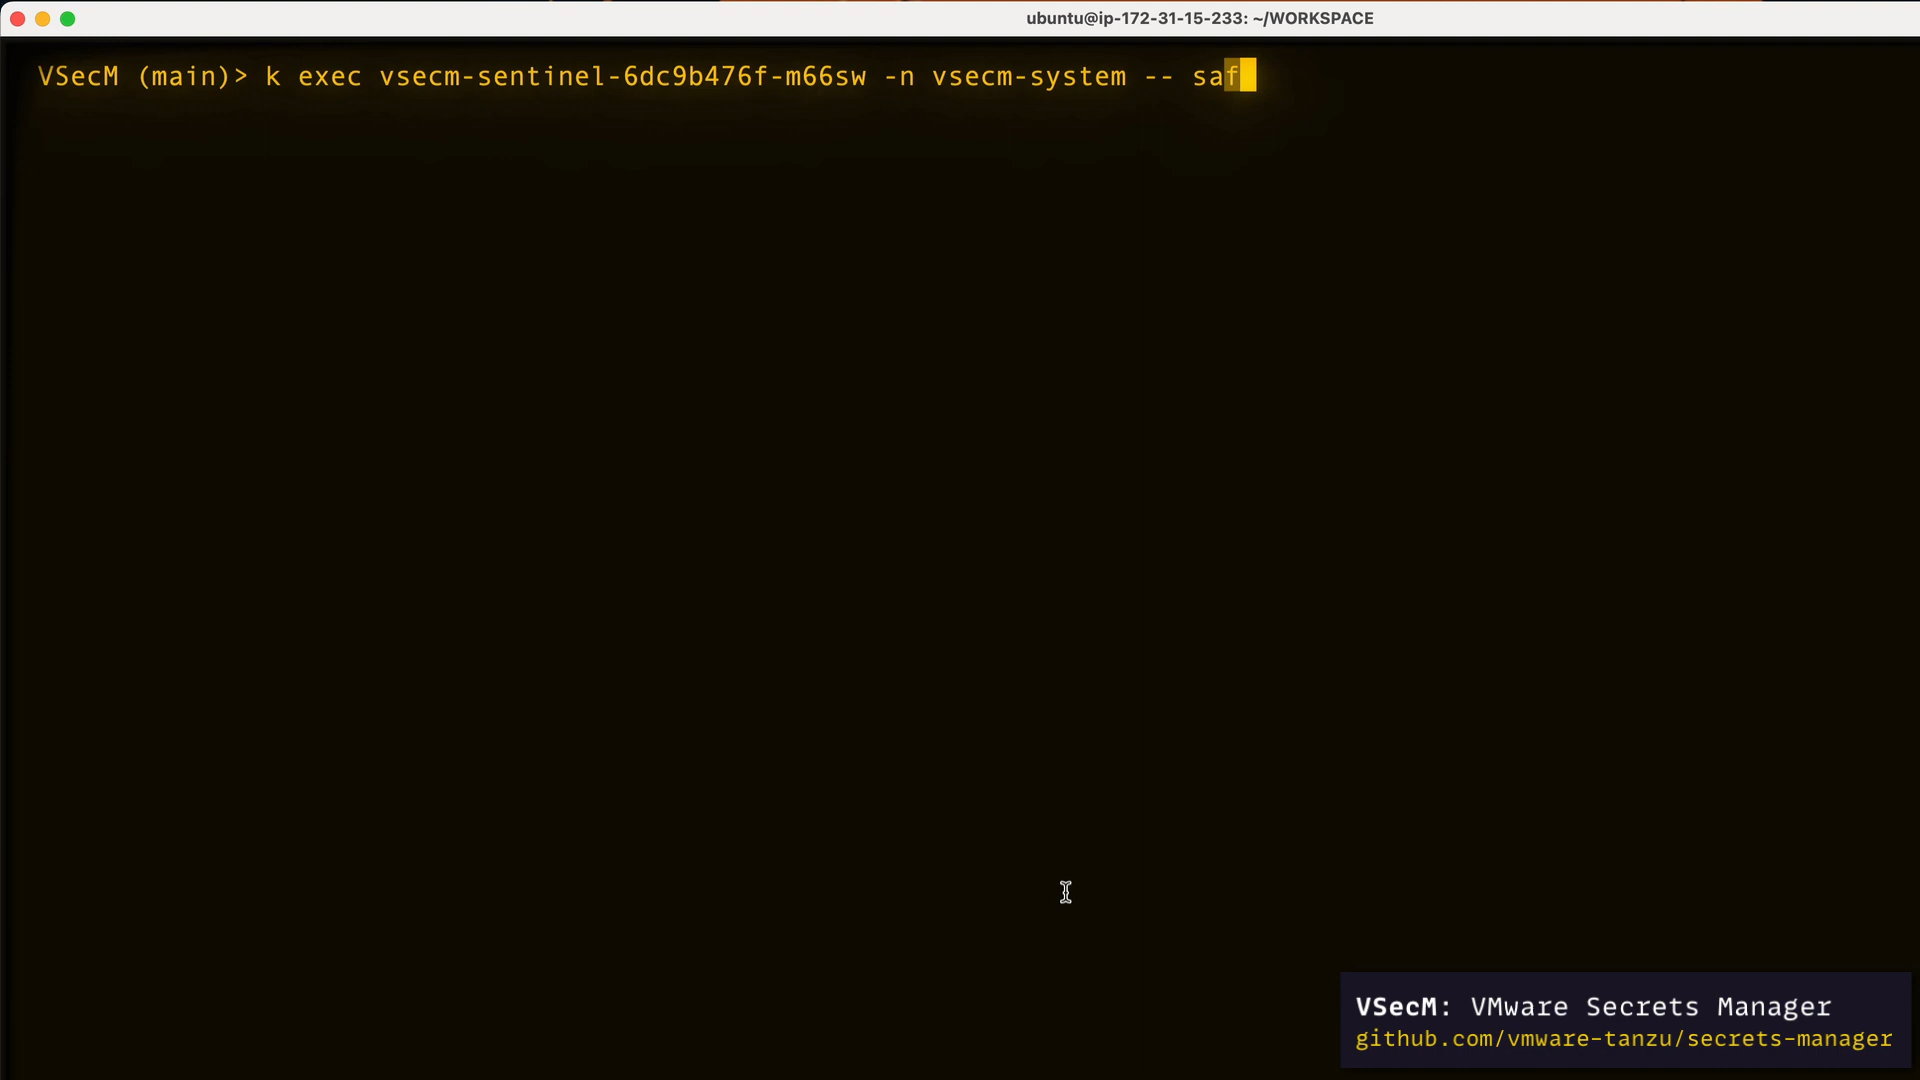 ubuntu@ip-172-31-15-233: ~/WORKSPACE
VSecM (main)> k exec vsecm-sentinel-6dc9b476f-m66sw -n vsecm-system -- saf
VSecM: VMware Secrets Manager
github.com/vmware-tanzu/secrets-manager